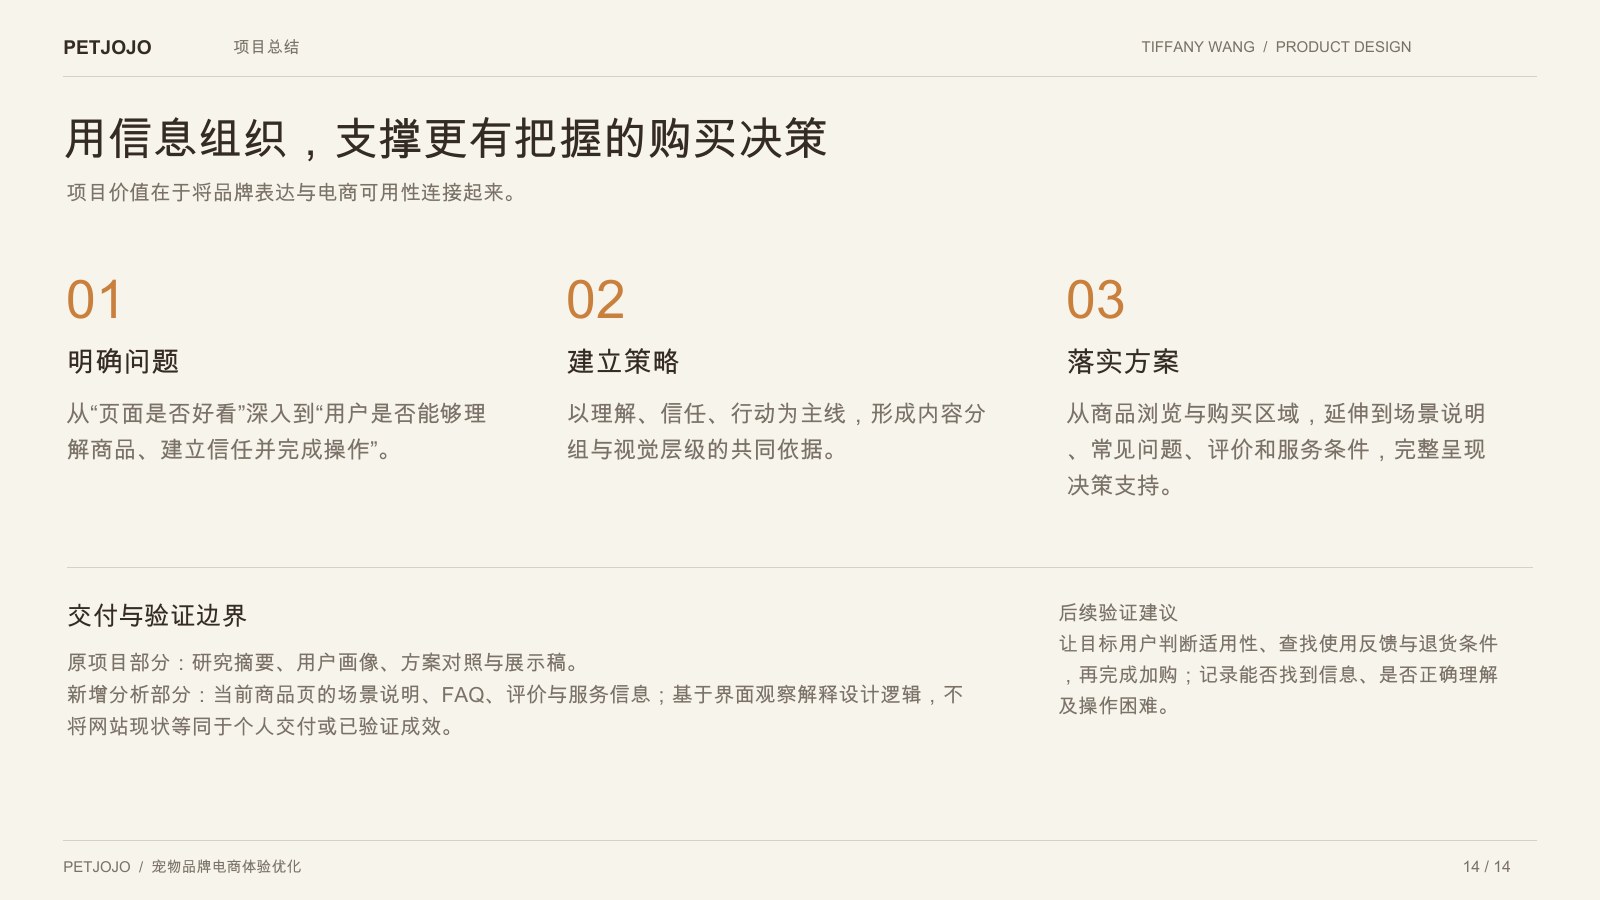 PETJOJO 项目总结 TIFFANY WANG / PRODUCT DESIGN
用信息组织，支撑更有把握的购买决策
项目价值在于将品牌表达与电商可用性连接起来。
01
明确问题
从“页面是否好看”深入到“用户是否能够理
解商品、建立信任并完成操作”。
02
建立策略
以理解、信任、行动为主线，形成内容分
组与视觉层级的共同依据。
03
落实方案
从商品浏览与购买区域，延伸到场景说明
、常见问题、评价和服务条件，完整呈现
决策支持。
交付与验证边界
原项目部分：研究摘要、用户画像、方案对照与展示稿。
新增分析部分：当前商品页的场景说明、FAQ、评价与服务信息；基于界面观察解释设计逻辑，不
将网站现状等同于个人交付或已验证成效。
后续验证建议
让目标用户判断适用性、查找使用反馈与退货条件
，再完成加购；记录能否找到信息、是否正确理解
及操作困难。
PETJOJO / 宠物品牌电商体验优化 14 / 14